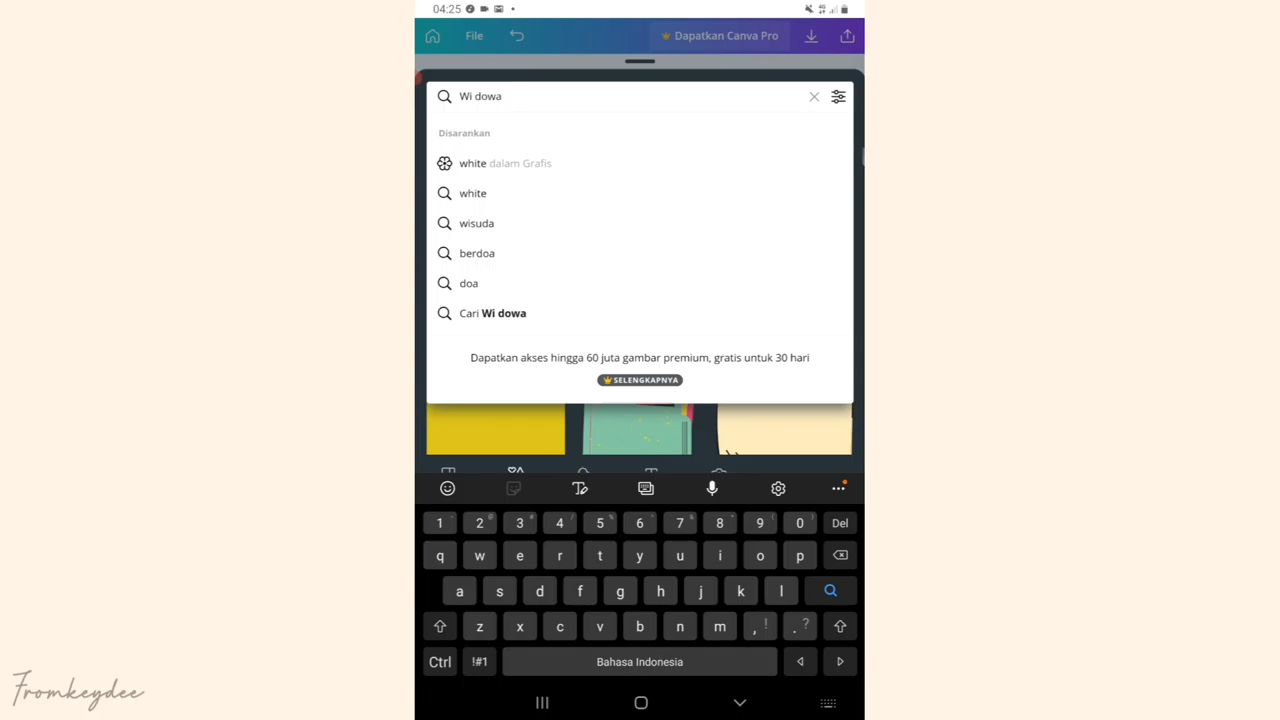 04:25
File
Dapatkan Canva Pro
Wi dowa
Disarankan
white dalam Grafis
white
wisuda
berdoa
doa
Cari Wi dowa
Dapatkan akses hingga 60 juta gambar premium, gratis untuk 30 hari
SELENGKAPNYA
1 2 3 4 5 6 7 8 9 0 Del
q w e r t y u i o p
a s d f g h j k l
z x c v b n m , ! . ?
Ctrl !#1 Bahasa Indonesia
Fromkeydee